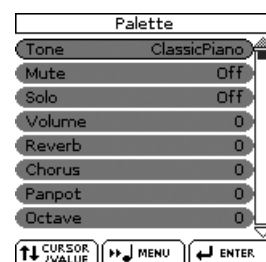 Palette
Tone ClassicPiano
Mute Off
Solo Off
Volume 0
Reverb 0
Chorus 0
Panpot 0
Octave 0
CURSOR /VALUE MENU ENTER